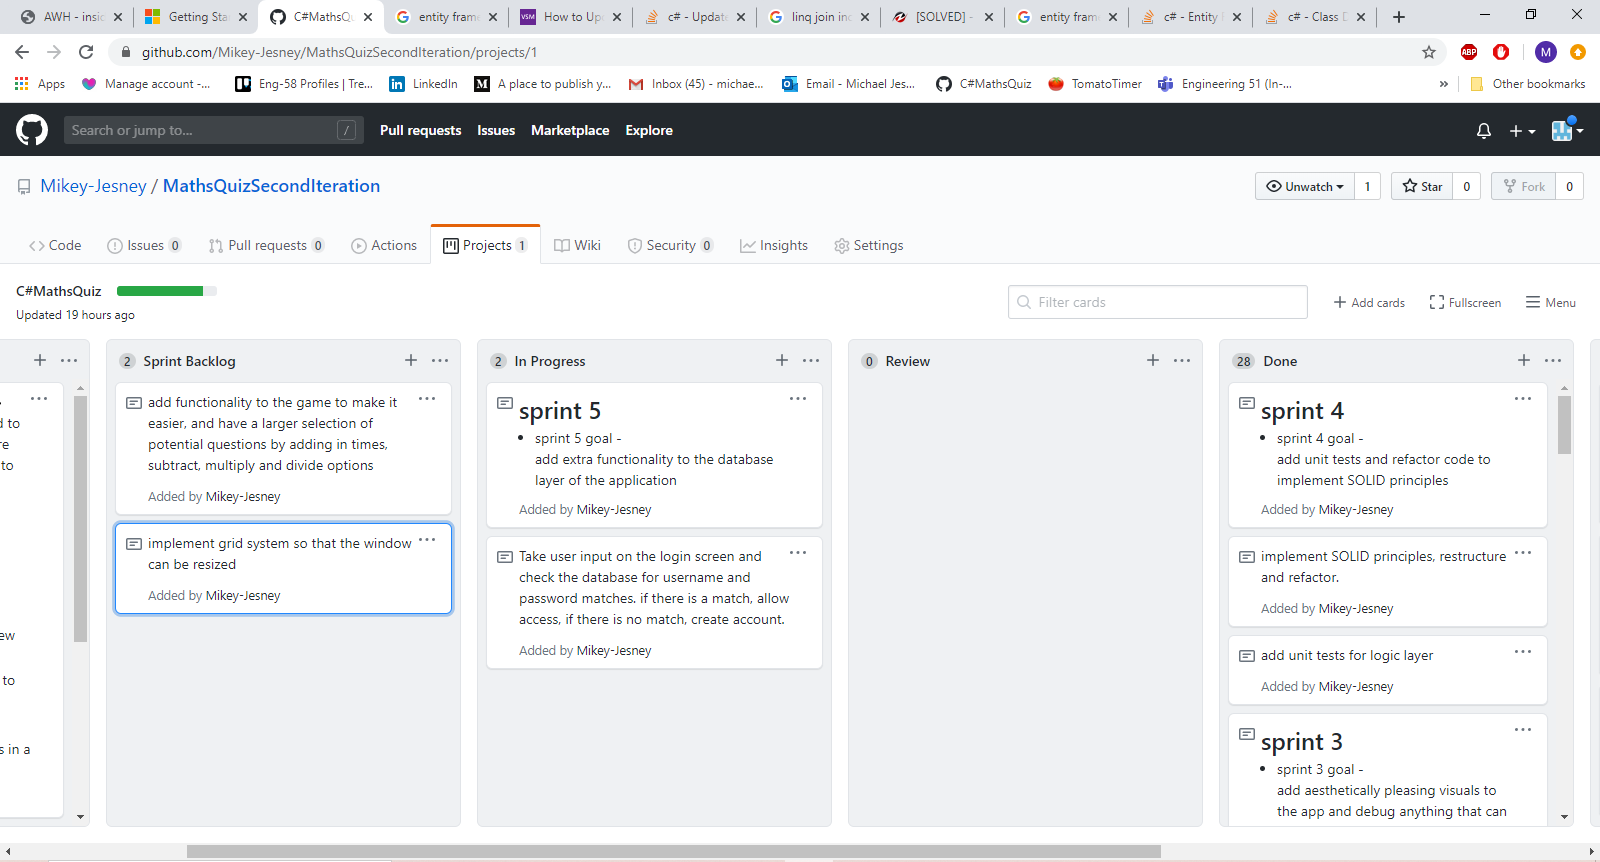 AWH - insi
Getting Sta
C#MathsQu
entity fram
How to Up
c# - Updat
linq join in
[SOLVED] -
entity fram
c# - Entity
c# - Class D
github.com/Mikey-Jesney/MathsQuizSecondIteration/projects/1
ABP
M
Apps
Manage account -...
Eng-58 Profiles | Tre...
LinkedIn
A place to publish y...
Inbox (45) - michae...
Email - Michael Jes...
C#MathsQuiz
TomatoTimer
Engineering 51 (In-...
»
Other bookmarks
Search or jump to...
/
Pull requests
Issues
Marketplace
Explore
Mikey-Jesney / MathsQuizSecondIteration
Unwatch
1
Star
0
Fork
0
Code
Issues 0
Pull requests 0
Actions
Projects 1
Wiki
Security 0
Insights
Settings
C#MathsQuiz
Updated 19 hours ago
Filter cards
Add cards
Fullscreen
Menu
d to
re
to
ew
to
s in a
2 Sprint Backlog
add functionality to the game to make it
easier, and have a larger selection of
potential questions by adding in times,
subtract, multiply and divide options
Added by Mikey-Jesney
implement grid system so that the window
can be resized
Added by Mikey-Jesney
2 In Progress
sprint 5
• sprint 5 goal -
add extra functionality to the database
layer of the application
Added by Mikey-Jesney
Take user input on the login screen and
check the database for username and
password matches. if there is a match, allow
access, if there is no match, create account.
Added by Mikey-Jesney
0 Review
28 Done
sprint 4
• sprint 4 goal -
add unit tests and refactor code to
implement SOLID principles
Added by Mikey-Jesney
implement SOLID principles, restructure
and refactor.
Added by Mikey-Jesney
add unit tests for logic layer
Added by Mikey-Jesney
sprint 3
• sprint 3 goal -
add aesthetically pleasing visuals to
the app and debug anything that can